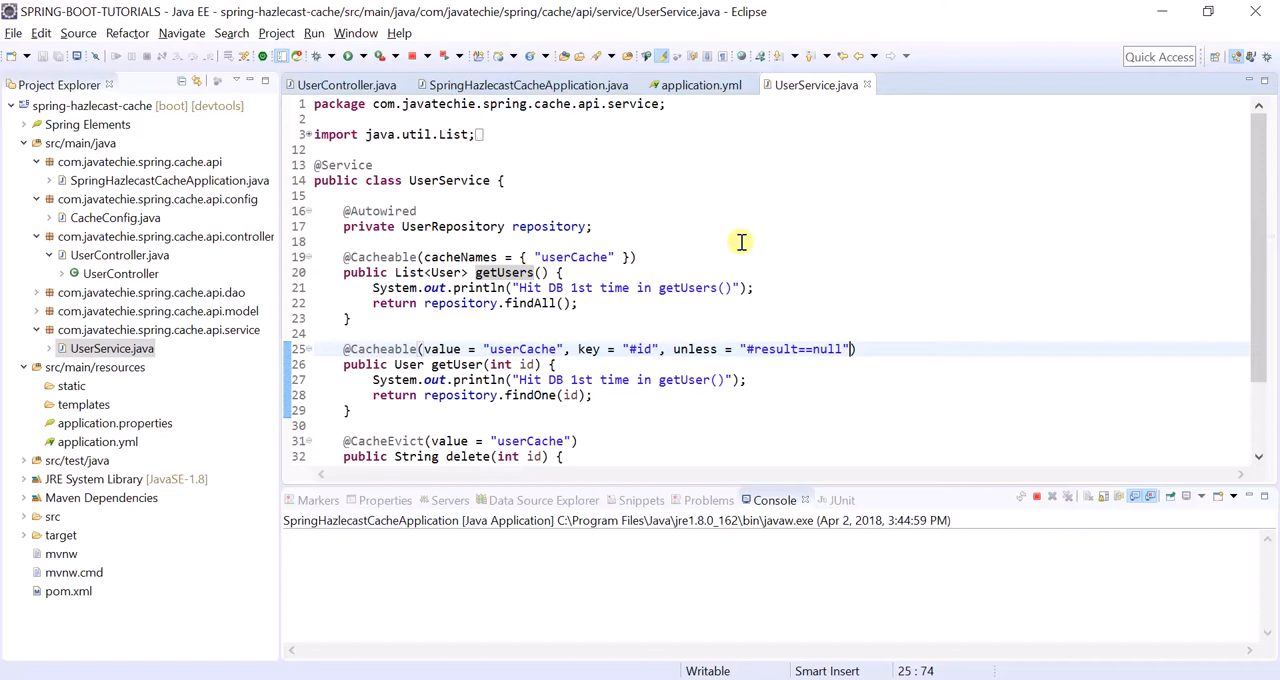 SPRING-BOOT-TUTORIALS - Java EE - spring-hazlecast-cache/src/main/java/com/javatechie/spring/cache/api/service/UserService.java - Eclipse
File Edit Source Refactor Navigate Search Project Run Window Help
Quick Access
Project Explorer
spring-hazlecast-cache [boot] [devtools]
Spring Elements
src/main/java
com.javatechie.spring.cache.api
SpringHazlecastCacheApplication.java
com.javatechie.spring.cache.api.config
CacheConfig.java
com.javatechie.spring.cache.api.controller
UserController.java
UserController
com.javatechie.spring.cache.api.dao
com.javatechie.spring.cache.api.model
com.javatechie.spring.cache.api.service
UserService.java
src/main/resources
static
templates
application.properties
application.yml
src/test/java
JRE System Library [JavaSE-1.8]
Maven Dependencies
src
target
mvnw
mvnw.cmd
pom.xml
UserController.java SpringHazlecastCacheApplication.java application.yml UserService.java
1 package com.javatechie.spring.cache.api.service;
2
3 import java.util.List;
12
13 @Service
14 public class UserService {
15
16 @Autowired
17 private UserRepository repository;
18
19 @Cacheable(cacheNames = { "userCache" })
20 public List<User> getUsers() {
21 System.out.println("Hit DB 1st time in getUsers()");
22 return repository.findAll();
23 }
24
25 @Cacheable(value = "userCache", key = "#id", unless = "#result==null")
26 public User getUser(int id) {
27 System.out.println("Hit DB 1st time in getUser()");
28 return repository.findOne(id);
29 }
30
31 @CacheEvict(value = "userCache")
32 public String delete(int id) {
Markers Properties Servers Data Source Explorer Snippets Problems Console JUnit
SpringHazlecastCacheApplication [Java Application] C:\Program Files\Java\jre1.8.0_162\bin\javaw.exe (Apr 2, 2018, 3:44:59 PM)
Writable Smart Insert 25 : 74